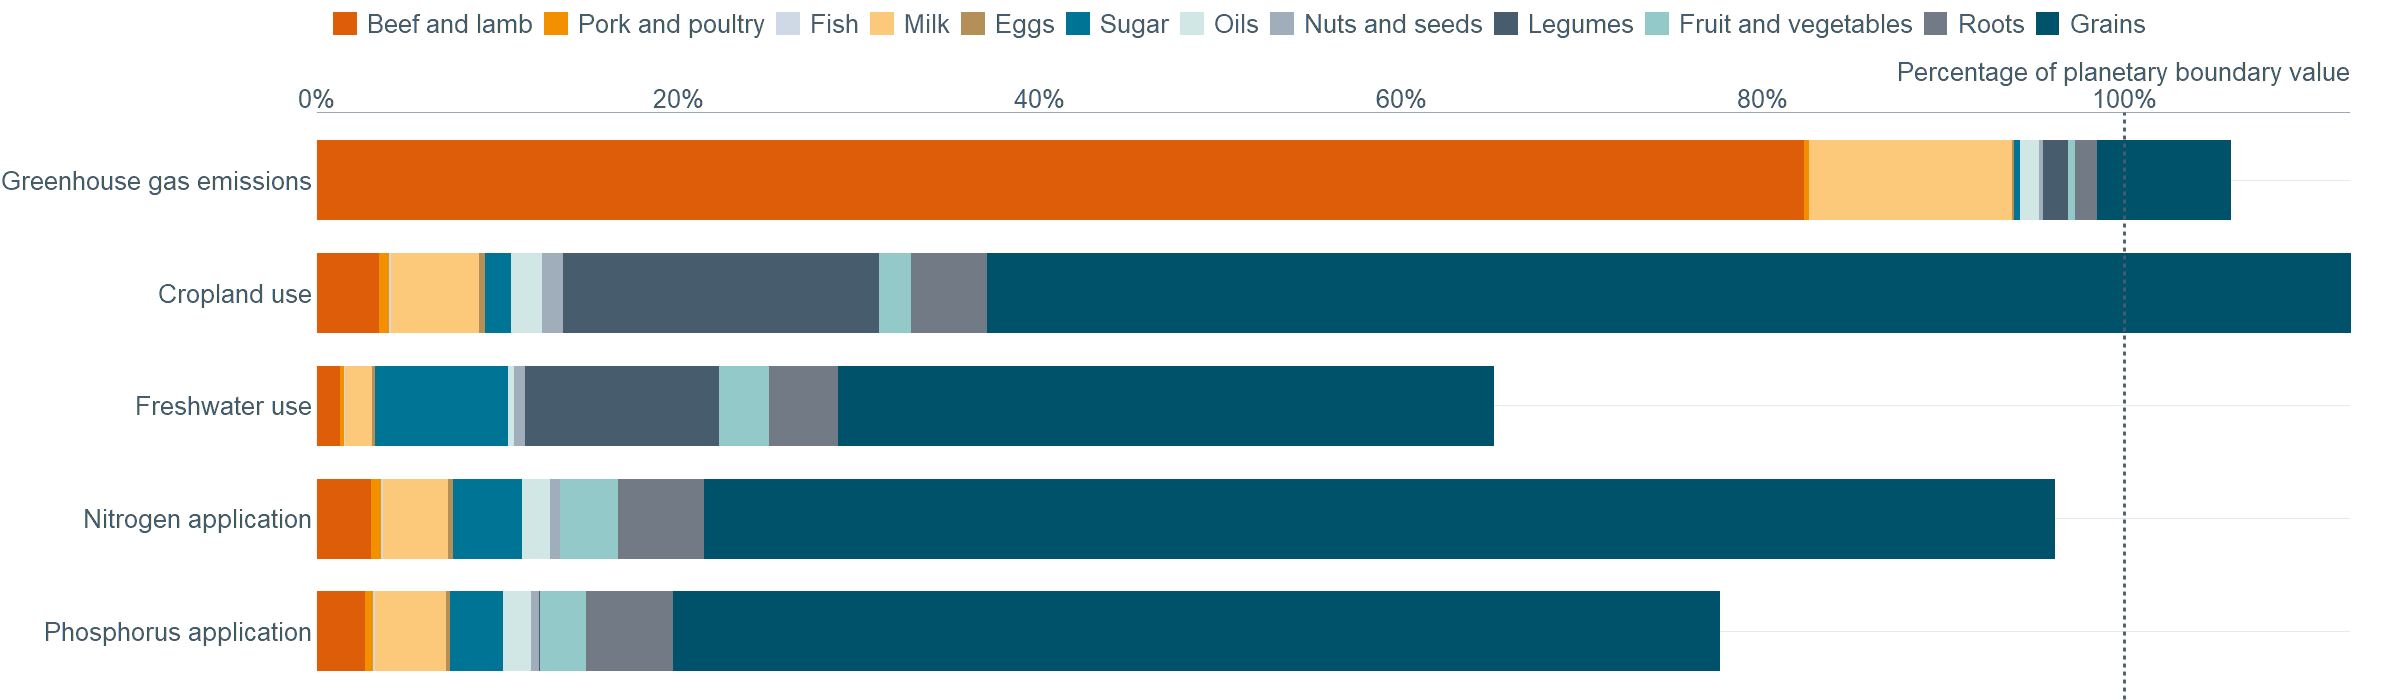 Beef and lamb Pork and poultry Fish Milk Eggs Sugar Oils Nuts and seeds Legumes Fruit and vegetables Roots Grains
Percentage of planetary boundary value
0% 20% 40% 60% 80% 100%
Greenhouse gas emissions
Cropland use
Freshwater use
Nitrogen application
Phosphorus application